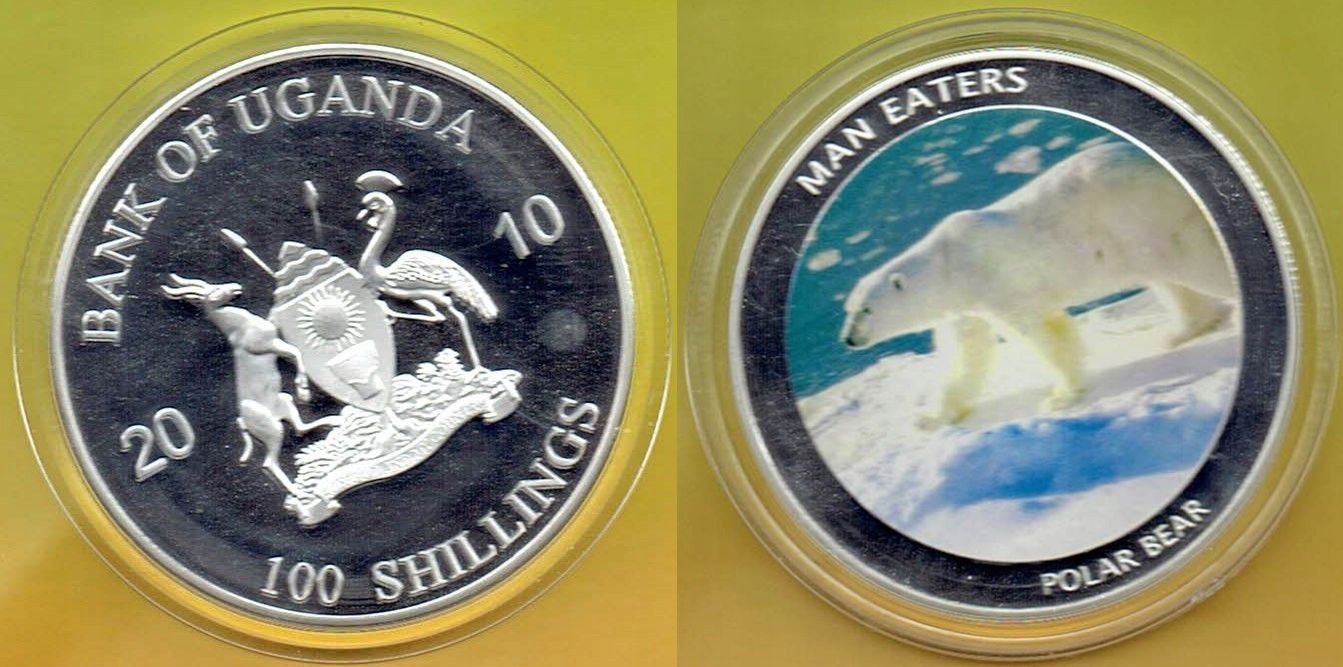 BANK OF UGANDA
20 10
100 SHILLINGS
MAN EATERS
POLAR BEAR